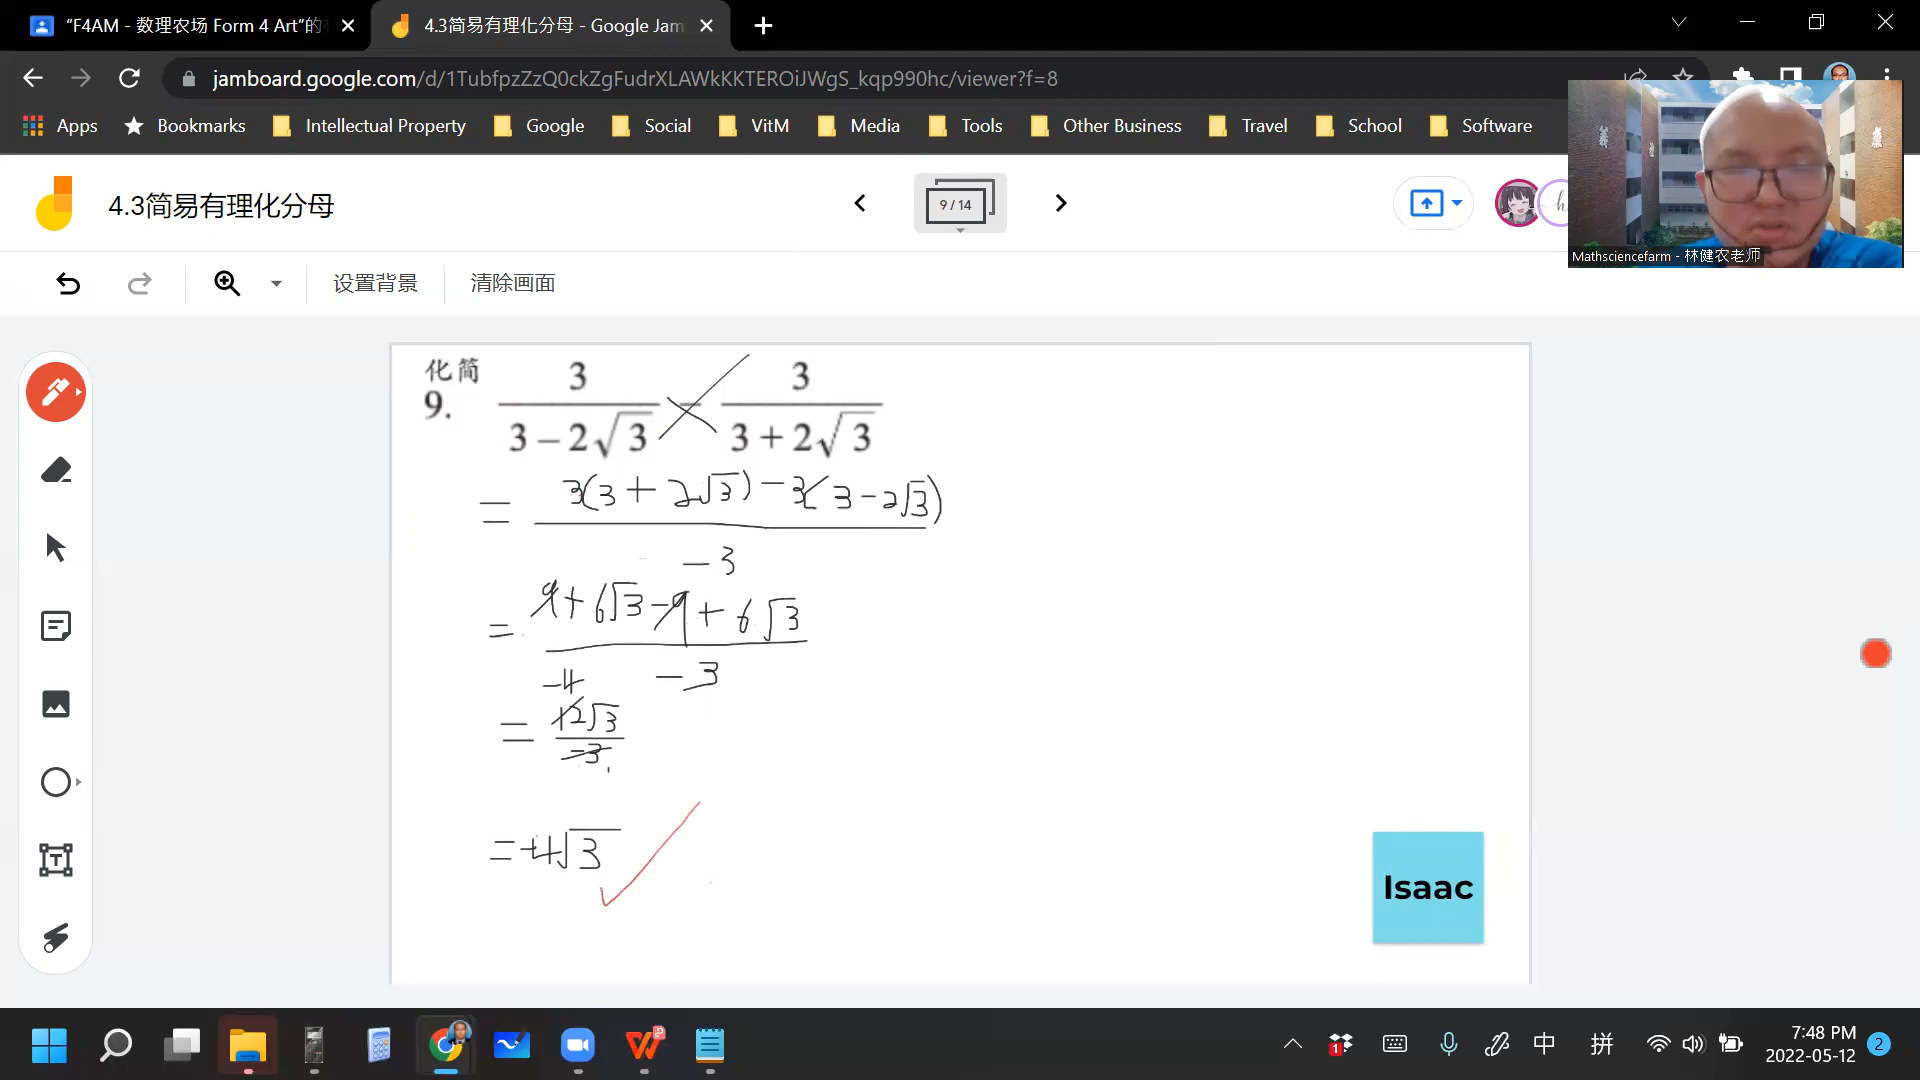 "F4AM - 数理农场 Form 4 Art"的
4.3简易有理化分母 - Google Jam
jamboard.google.com/d/1TubfpzZzQ0ckZgFudrXLAWkKKTEROiJWgS_kqp990hc/viewer?f=8
Apps Bookmarks Intellectual Property Google Social VitM Media Tools Other Business Travel School Software
4.3简易有理化分母
9 / 14
h
Mathsciencefarm - 林健农老师
设置背景 清除画面
化简
9. 3/(3-2√3) - 3/(3+2√3)
= (3(3+2√3)-3(3-2√3))/-3
= (9+6√3-9+6√3)/-3
-4
= 12√3/-3
= -4√3
Isaac
1
中
拼
7:48 PM
2022-05-12
2